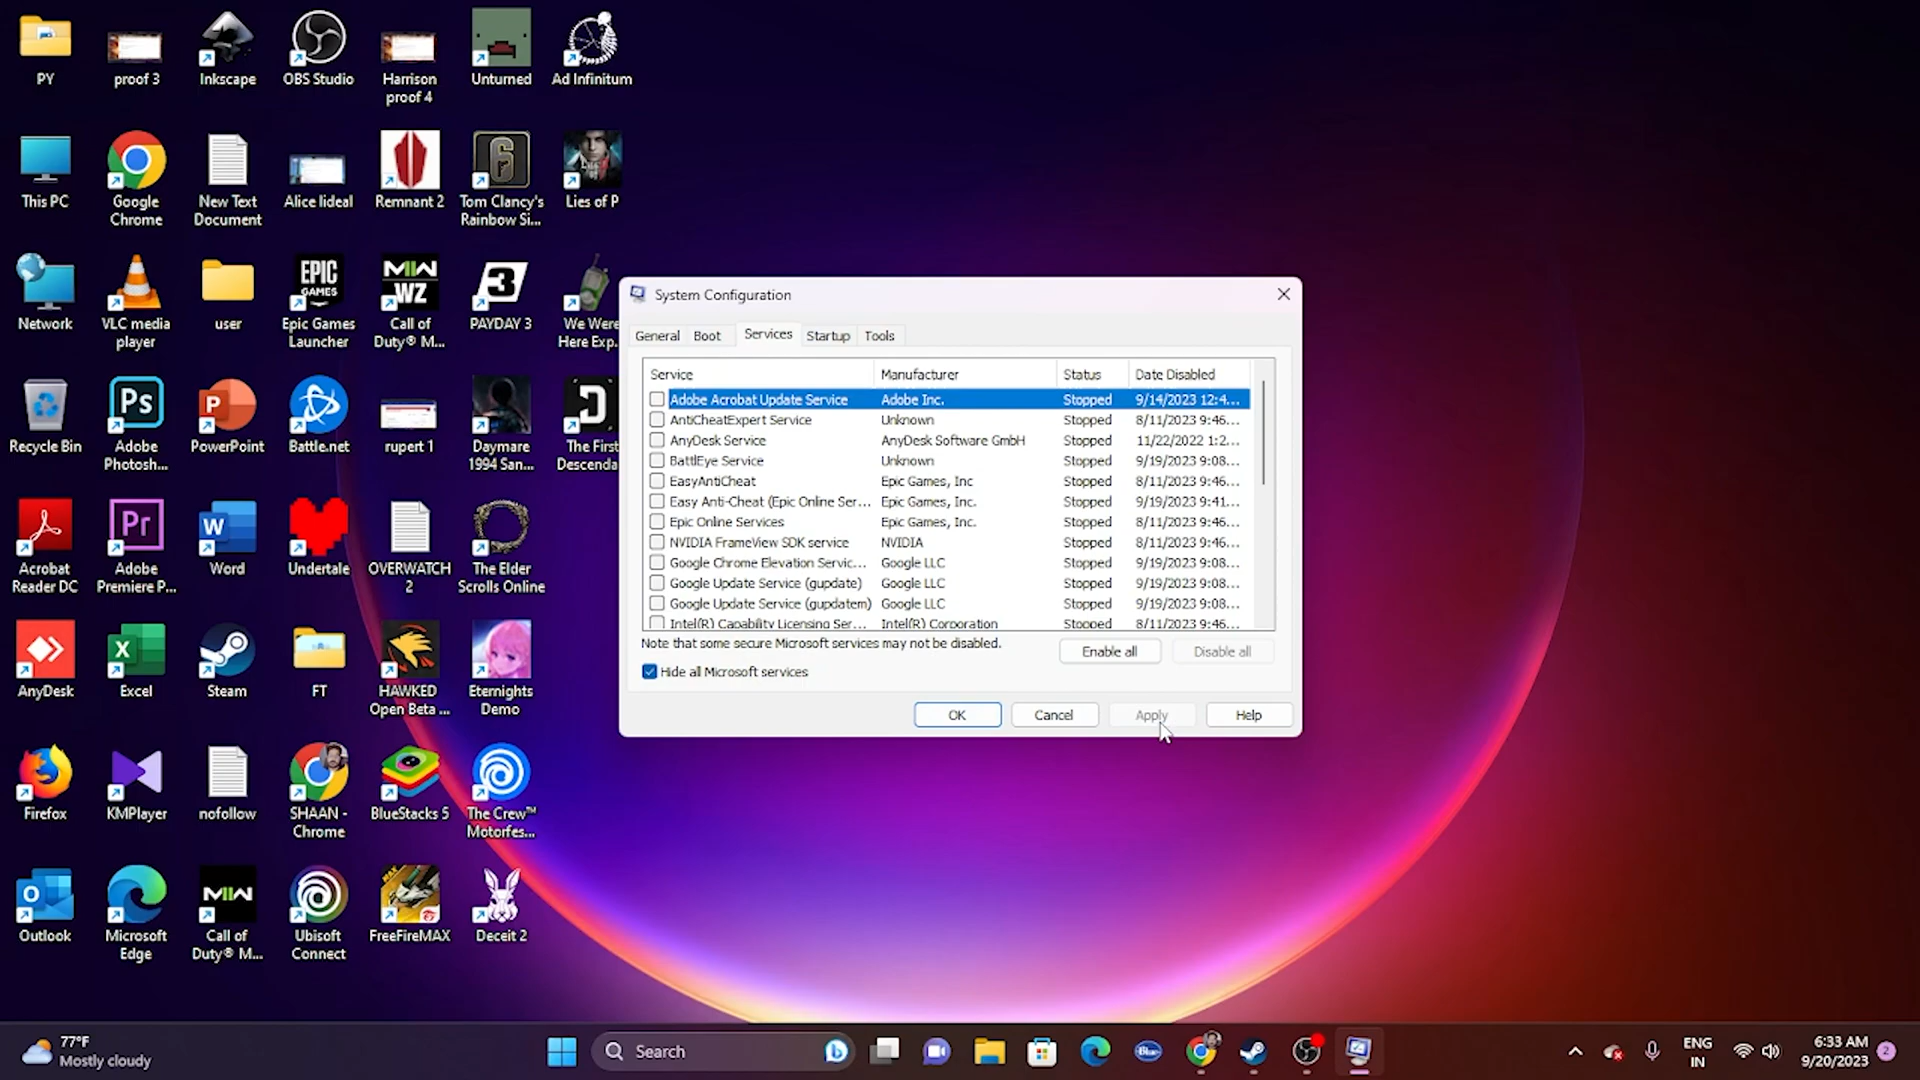 PY
proof 3
Inkscape
OBS Studio
Harrison
proof 4
Unturned
Ad Infinitum
This PC
Google
Chrome
New Text
Document
Alice Iideal
Remnant 2
Tom Clancy's
Rainbow Si...
Lies of P
Network
VLC media
player
user
EPIC
GAMES
Epic Games
Launcher
MW
WZ
Call of
Duty® M...
3
PAYDAY 3
We Were
Here Exp.
Recycle Bin
Ps
Adobe
Photosh...
P
PowerPoint
Battle.net
rupert 1
Daymare
1994 San...
The First
Descenda
Acrobat
Reader DC
Pr
Adobe
Premiere P...
W
Word
Undertale
OVERWATCH
2
The Elder
Scrolls Online
AnyDesk
X
Excel
Steam
FT
HAWKED
Open Beta ...
Eternights
Demo
Firefox
KMPlayer
nofollow
SHAAN -
Chrome
BlueStacks 5
The Crew™
Motorfes...
Outlook
Microsoft
Edge
MW
Call of
Duty® M...
Ubisoft
Connect
MAX
FreeFireMAX
Deceit 2
System Configuration
General Boot Services Startup Tools
Service Manufacturer Status Date Disabled
Adobe Acrobat Update Service Adobe Inc. Stopped 9/14/2023 12:4...
AntiCheatExpert Service Unknown Stopped 8/11/2023 9:46...
AnyDesk Service AnyDesk Software GmbH Stopped 11/22/2022 1:2...
BattlEye Service Unknown Stopped 9/19/2023 9:08...
EasyAntiCheat Epic Games, Inc Stopped 8/11/2023 9:46...
Easy Anti-Cheat (Epic Online Ser... Epic Games, Inc. Stopped 9/19/2023 9:41...
Epic Online Services Epic Games, Inc. Stopped 8/11/2023 9:46...
NVIDIA FrameView SDK service NVIDIA Stopped 8/11/2023 9:46...
Google Chrome Elevation Servic... Google LLC Stopped 9/19/2023 9:08...
Google Update Service (gupdate) Google LLC Stopped 9/19/2023 9:08...
Google Update Service (gupdatem) Google LLC Stopped 9/19/2023 9:08...
Intel(R) Capability Licensing Ser... Intel(R) Corporation Stopped 8/11/2023 9:46...
Note that some secure Microsoft services may not be disabled.
Enable all Disable all
Hide all Microsoft services
OK Cancel Apply Help
77°F
Mostly cloudy
Search
ENG
IN
6:33 AM
9/20/2023
2